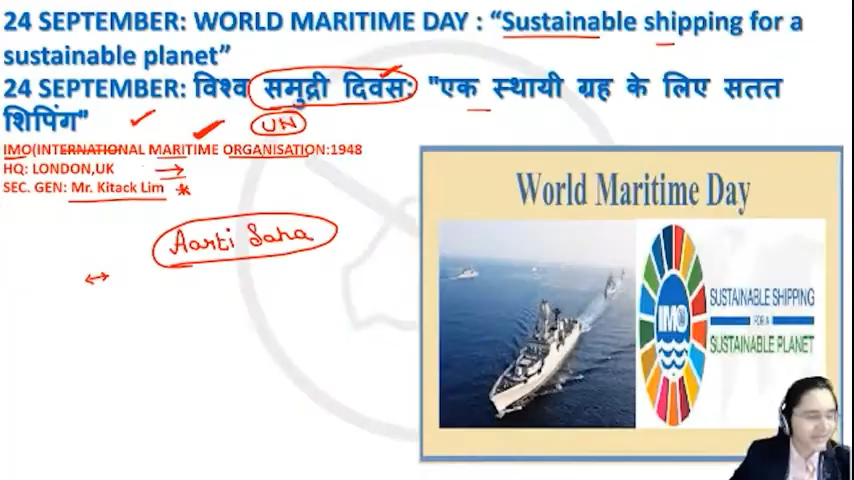 24 SEPTEMBER: WORLD MARITIME DAY : “Sustainable shipping for a
sustainable planet”
24 SEPTEMBER: विश्व समुद्री दिवस: "एक स्थायी ग्रह के लिए सतत
शिपिंग"
UN
IMO(INTERNATIONAL MARITIME ORGANISATION:1948
HQ: LONDON,UK
SEC. GEN: Mr. Kitack Lim
Aarti Saha
World Maritime Day
IMO
SUSTAINABLE SHIPPING
FOR A
SUSTAINABLE PLANET